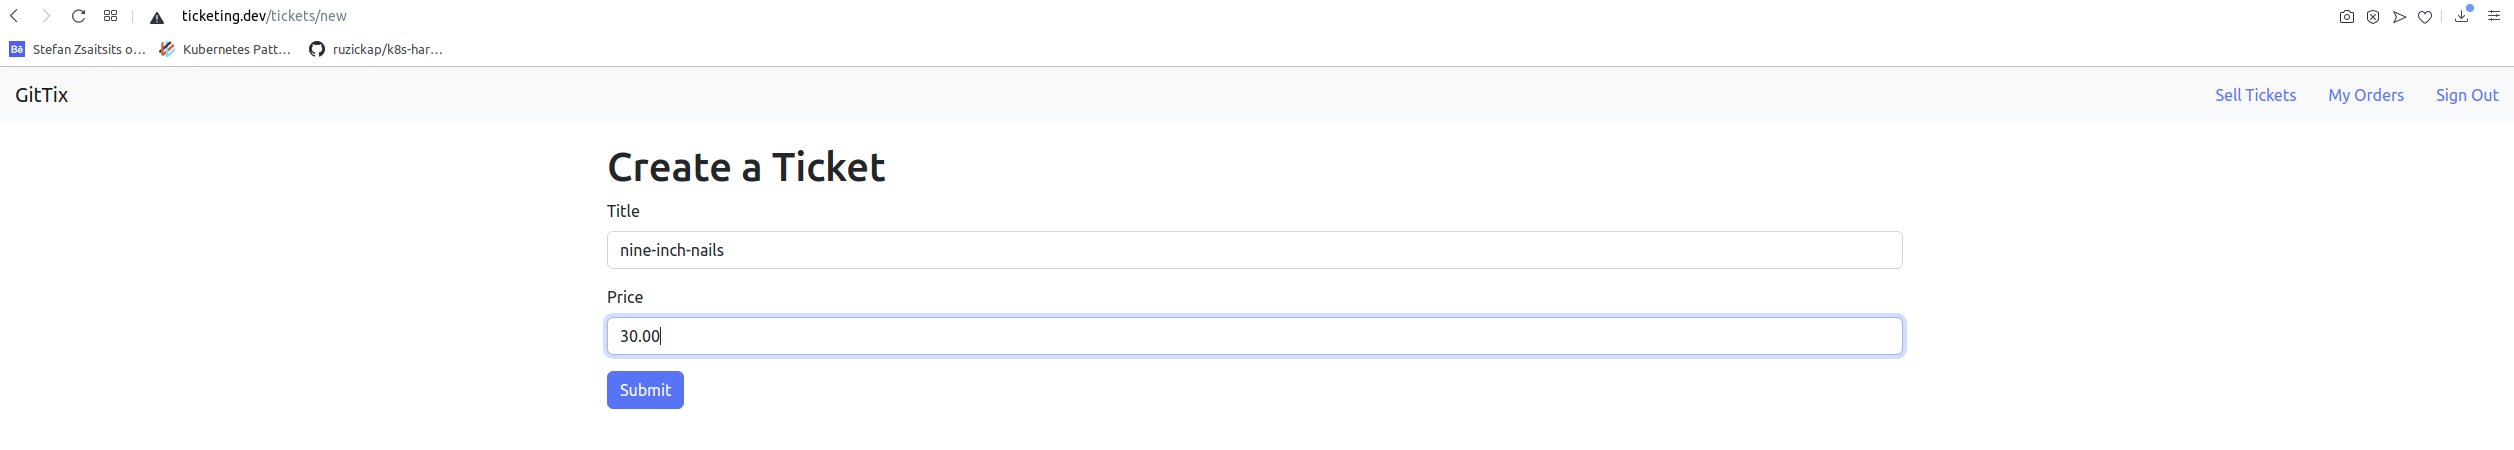 ticketing.dev/tickets/new
Bē Stefan Zsaitsits o... Kubernetes Patt... ruzickap/k8s-har...
GitTix Sell Tickets My Orders Sign Out
Create a Ticket
Title
nine-inch-nails
Price
30.00
Submit